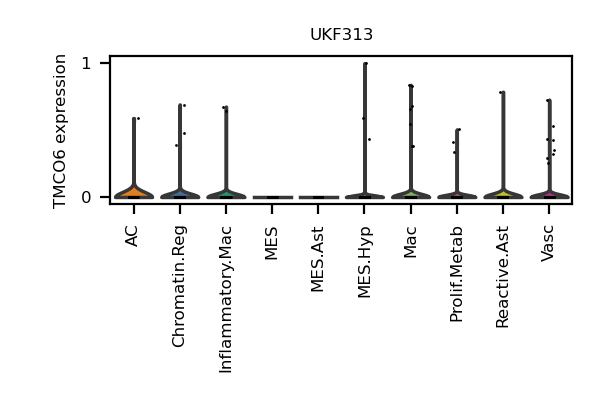 UKF313
TMCO6 expression
1
0
AC
Chromatin.Reg
Inflammatory.Mac
MES
MES.Ast
MES.Hyp
Mac
Prolif.Metab
Reactive.Ast
Vasc